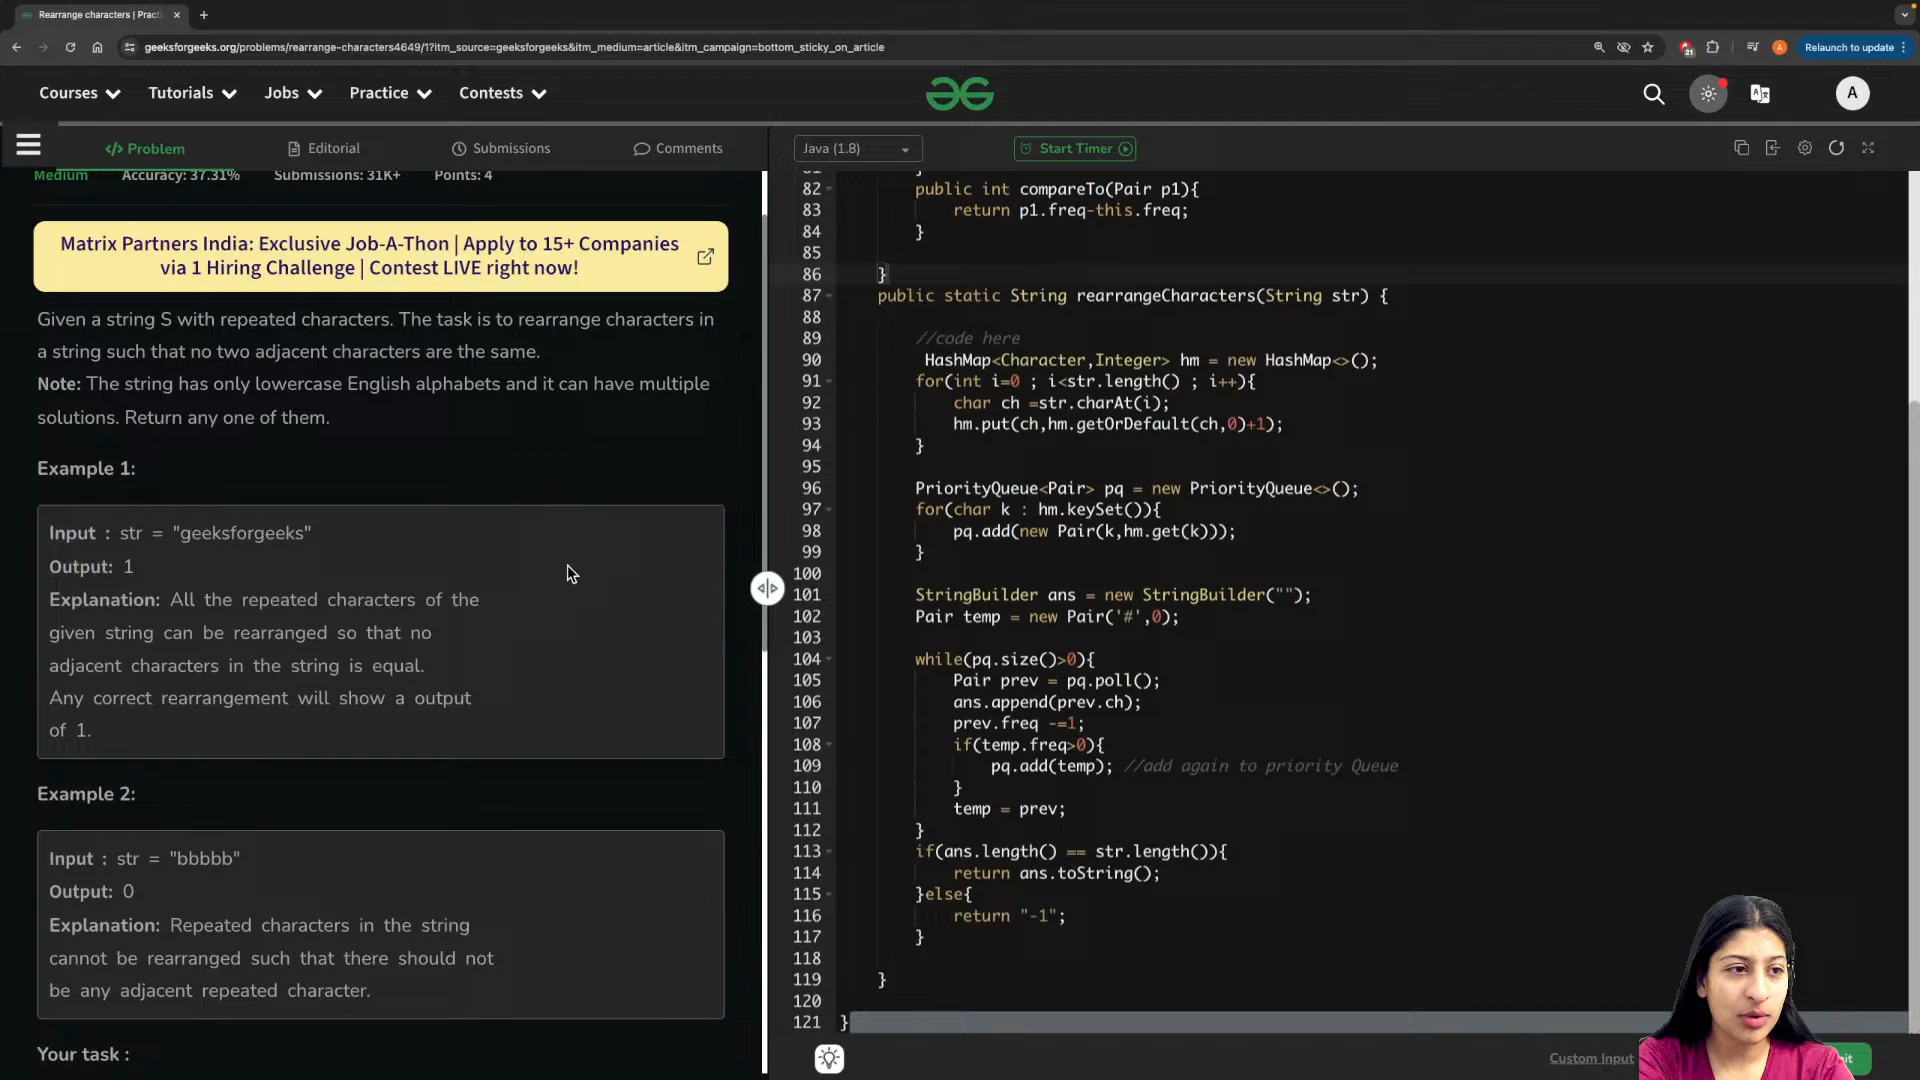 Rearrange characters | Practi
geeksforgeeks.org/problems/rearrange-characters4649/1?itm_source=geeksforgeeks&itm_medium=article&itm_campaign=bottom_sticky_on_article
21
A
Relaunch to update
Courses
Tutorials
Jobs
Practice
Contests
A
Problem
Editorial
Submissions
Comments
Java (1.8)
Start Timer
Medium Accuracy: 37.31% Submissions: 31K+ Points: 4
Matrix Partners India: Exclusive Job-A-Thon | Apply to 15+ Companies
via 1 Hiring Challenge | Contest LIVE right now!
Given a string S with repeated characters. The task is to rearrange characters in
a string such that no two adjacent characters are the same.
Note: The string has only lowercase English alphabets and it can have multiple
solutions. Return any one of them.
Example 1:
Input : str = "geeksforgeeks"
Output: 1
Explanation: All the repeated characters of the
given string can be rearranged so that no
adjacent characters in the string is equal.
Any correct rearrangement will show a output
of 1.
Example 2:
Input : str = "bbbbb"
Output: 0
Explanation: Repeated characters in the string
cannot be rearranged such that there should not
be any adjacent repeated character.
Your task :
81 }
82 public int compareTo(Pair p1){
83 return p1.freq-this.freq;
84 }
85
86 }
87 public static String rearrangeCharacters(String str) {
88
89 //code here
90 HashMap<Character,Integer> hm = new HashMap<>();
91 for(int i=0 ; i<str.length() ; i++){
92 char ch =str.charAt(i);
93 hm.put(ch,hm.getOrDefault(ch,0)+1);
94 }
95
96 PriorityQueue<Pair> pq = new PriorityQueue<>();
97 for(char k : hm.keySet()){
98 pq.add(new Pair(k,hm.get(k)));
99 }
100
101 StringBuilder ans = new StringBuilder("");
102 Pair temp = new Pair('#',0);
103
104 while(pq.size()>0){
105 Pair prev = pq.poll();
106 ans.append(prev.ch);
107 prev.freq -=1;
108 if(temp.freq>0){
109 pq.add(temp); //add again to priority Queue
110 }
111 temp = prev;
112 }
113 if(ans.length() == str.length()){
114 return ans.toString();
115 }else{
116 return "-1";
117 }
118
119 }
120
121 }
Custom Input